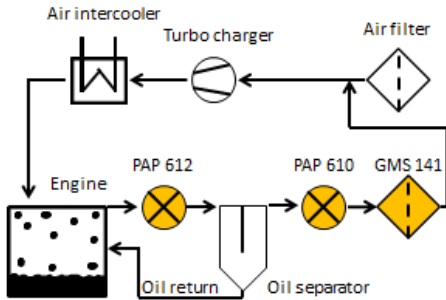 Air intercooler
Turbo charger
Air filter
Engine
PAP 612
PAP 610
GMS 141
Oil return
Oil separator